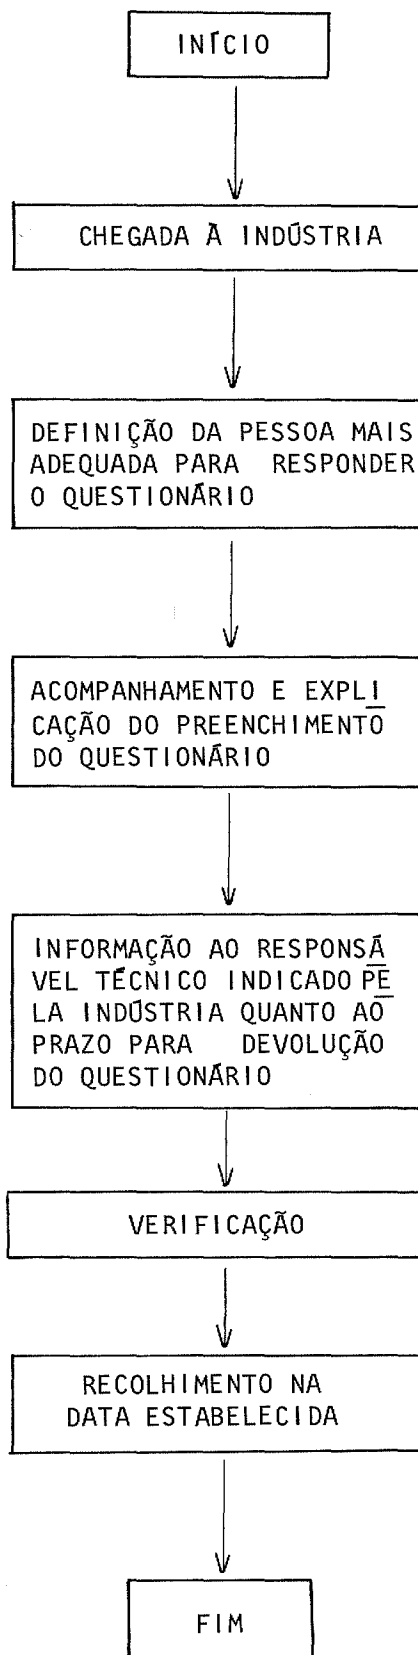 INÍCIO
CHEGADA À INDÚSTRIA
DEFINIÇÃO DA PESSOA MAIS
ADEQUADA PARA RESPONDER
O QUESTIONÁRIO
ACOMPANHAMENTO E EXPLI
CAÇÃO DO PREENCHIMENTO
DO QUESTIONÁRIO
INFORMAÇÃO AO RESPONSÁ
VEL TÉCNICO INDICADO PE
LA INDÚSTRIA QUANTO AO
PRAZO PARA DEVOLUÇÃO
DO QUESTIONÁRIO
VERIFICAÇÃO
RECOLHIMENTO NA
DATA ESTABELECIDA
FIM